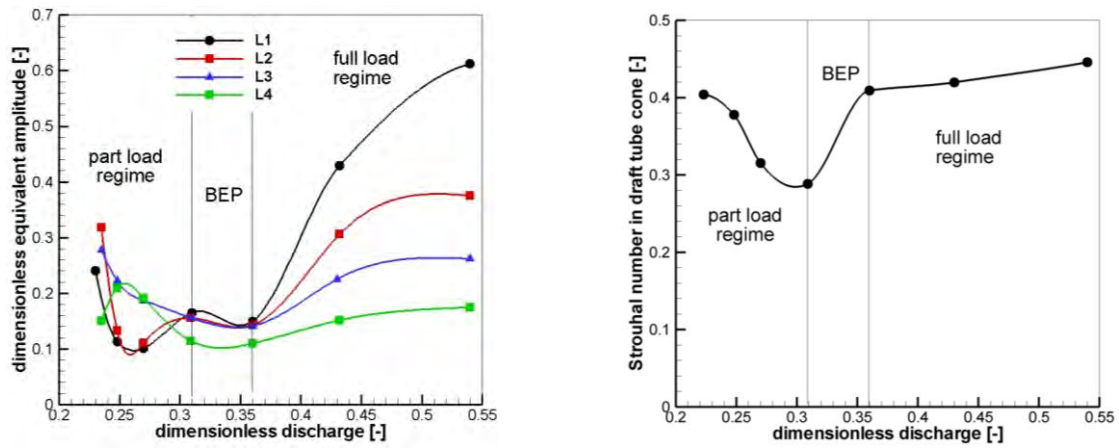 dimensionless equivalent amplitude [-]
0.7
0.6
0.5
0.4
0.3
0.2
0.1
0
L1
L2
L3
L4
full load
regime
part load
regime
BEP
0.2 0.25 0.3 0.35 0.4 0.45 0.5 0.55
dimensionless discharge [-]
Strouhal number in draft tube cone [-]
0.5
0.4
0.3
0.2
0.1
0
BEP
full load regime
part load
regime
0.2 0.25 0.3 0.35 0.4 0.45 0.5 0.55
dimensionless discharge [-]